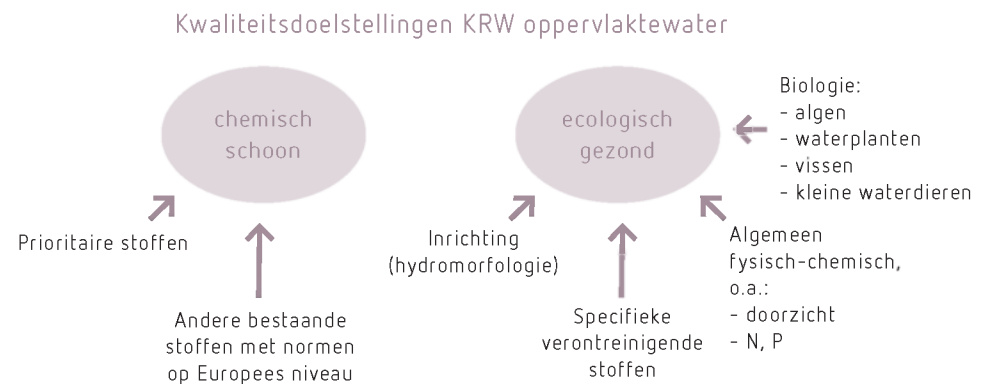 Kwaliteitsdoelstellingen KRW oppervlaktewater
chemisch
schoon
Prioritaire stoffen
Andere bestaande
stoffen met normen
op Europees niveau
ecologisch
gezond
Inrichting
(hydromorfologie)
Specifieke
verontreinigende
stoffen
Biologie:
- algen
- waterplanten
- vissen
- kleine waterdieren
Algemeen
fysisch-chemisch,
o.a.:
- doorzicht
- N, P